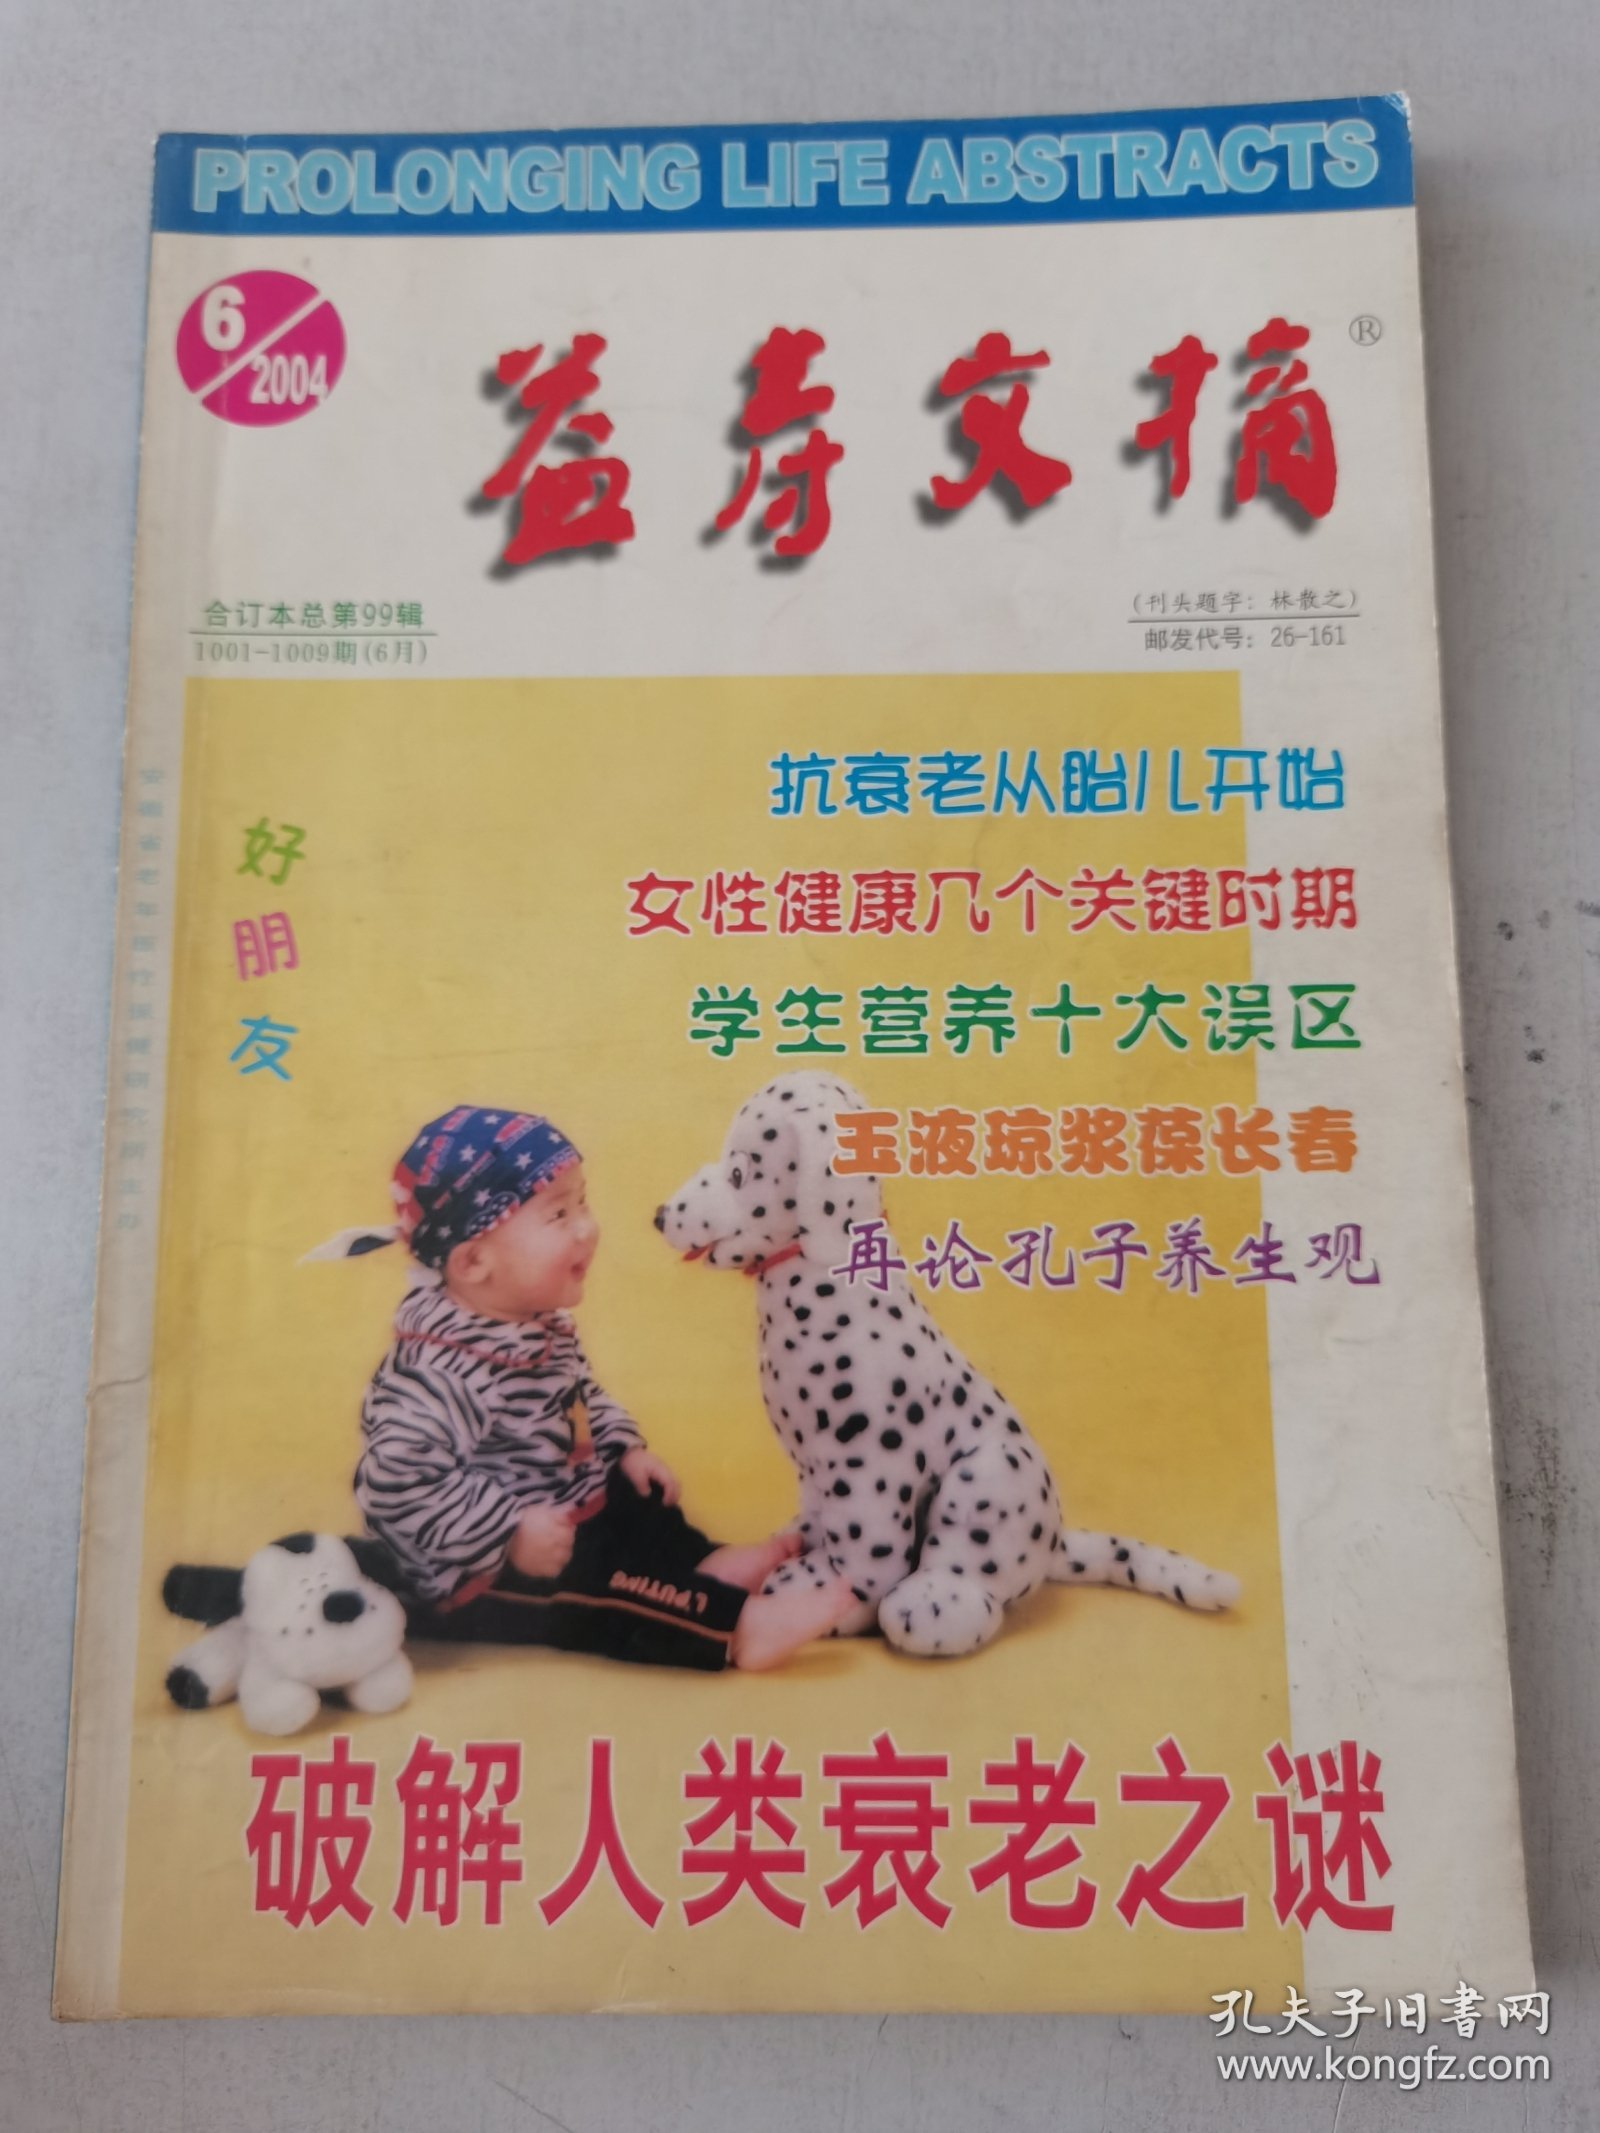 PROLONGING LIFE ABSTRACTS
6/2004
益寿文摘®
合订本总第99辑
1001-1009期(6月)
(刊头题字：林散之)
邮发代号：26-161
抗衰老从胎儿开始
女性健康几个关键时期
学生营养十大误区
玉液琼浆葆长春
再论孔子养生观
好朋友
L'PUTING
破解人类衰老之谜
孔夫子旧书网
www.kongfz.com